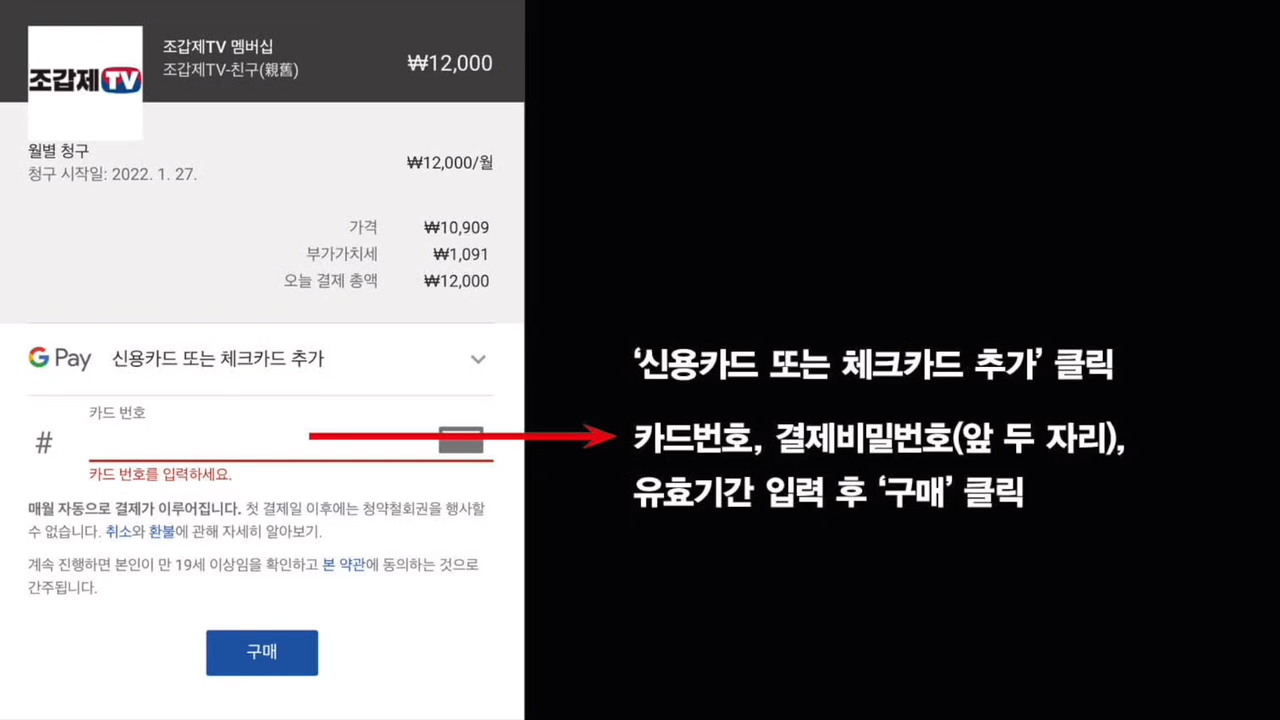 조갑제TV
조갑제TV 멤버십
조갑제TV-친구(親舊)
₩12,000
월별 청구
청구 시작일: 2022. 1. 27.
₩12,000/월
가격 ₩10,909
부가가치세 ₩1,091
오늘 결제 총액 ₩12,000
G Pay 신용카드 또는 체크카드 추가
카드 번호
#
카드 번호를 입력하세요.
매월 자동으로 결제가 이루어집니다. 첫 결제일 이후에는 청약철회권을 행사할
수 없습니다. 취소와 환불에 관해 자세히 알아보기.
계속 진행하면 본인이 만 19세 이상임을 확인하고 본 약관에 동의하는 것으로
간주됩니다.
구매
‘신용카드 또는 체크카드 추가’ 클릭
카드번호, 결제비밀번호(앞 두 자리),
유효기간 입력 후 ‘구매’ 클릭